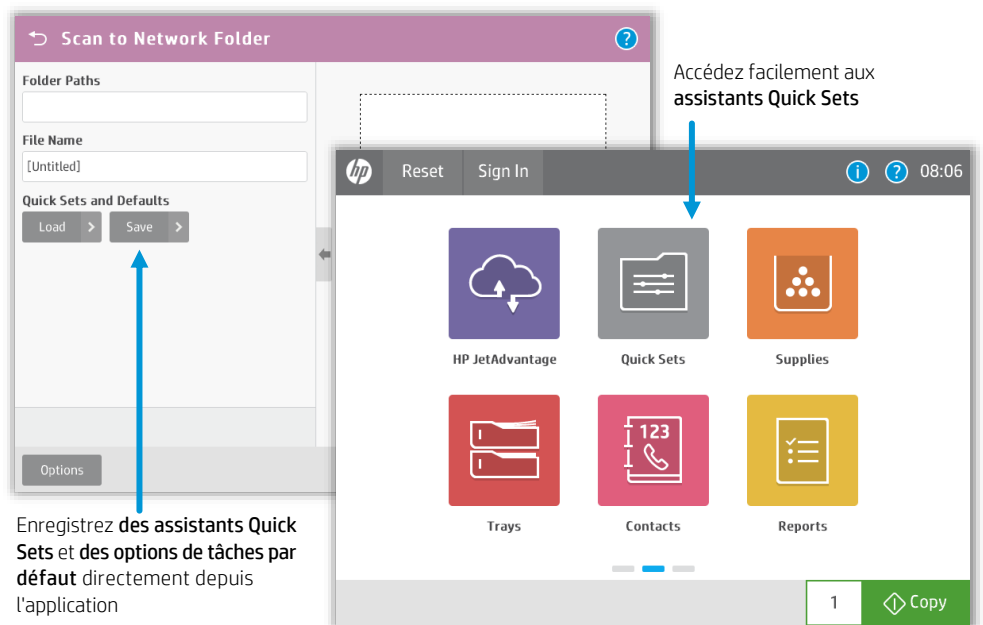 Scan to Network Folder
?
Folder Paths
File Name
[Untitled]
Quick Sets and Defaults
Load >
Save >
Options
Enregistrez des assistants Quick
Sets et des options de tâches par
défaut directement depuis
l'application
Accédez facilement aux
assistants Quick Sets
hp
Reset
Sign In
i
?
08:06
HP JetAdvantage
Quick Sets
Supplies
123
Trays
Contacts
Reports
1
Copy